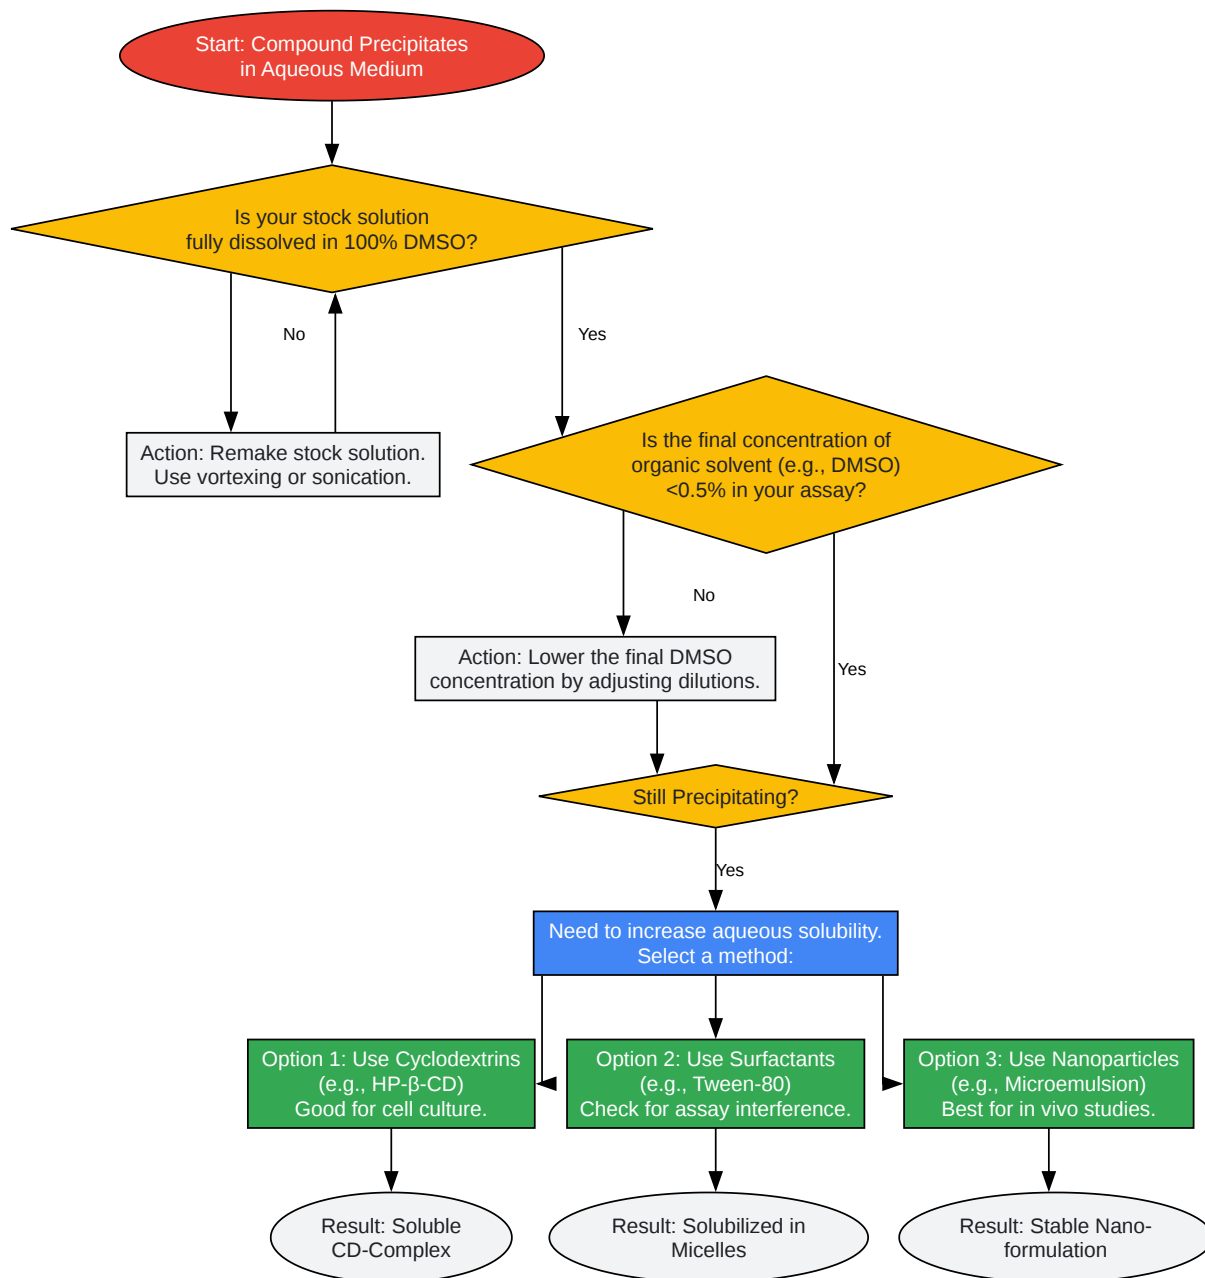 Start: Compound Precipitates
in Aqueous Medium
Is your stock solution
fully dissolved in 100% DMSO?
No
Yes
Action: Remake stock solution.
Use vortexing or sonication.
Is the final concentration of
organic solvent (e.g., DMSO)
<0.5% in your assay?
No
Yes
Action: Lower the final DMSO
concentration by adjusting dilutions.
Still Precipitating?
Yes
Need to increase aqueous solubility.
Select a method:
Option 1: Use Cyclodextrins
(e.g., HP-β-CD)
Good for cell culture.
Option 2: Use Surfactants
(e.g., Tween-80)
Check for assay interference.
Option 3: Use Nanoparticles
(e.g., Microemulsion)
Best for in vivo studies.
Result: Soluble
CD-Complex
Result: Solubilized in
Micelles
Result: Stable Nano-
formulation